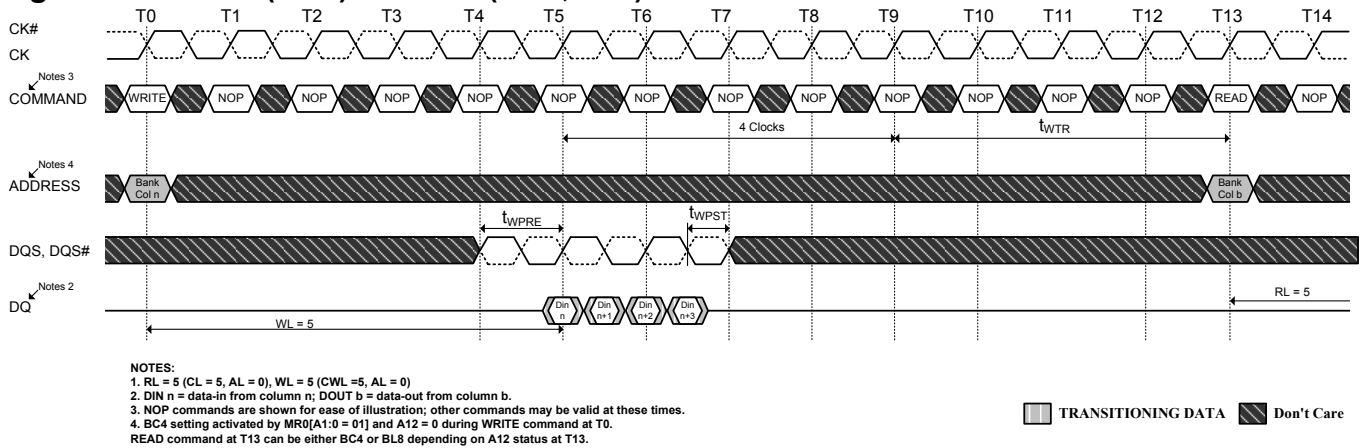 T0 T1 T2 T3 T4 T5 T6 T7 T8 T9 T10 T11 T12 T13 T14
CK#
CK
Notes 3
COMMAND
WRITE NOP NOP NOP NOP NOP NOP NOP NOP NOP NOP NOP NOP READ NOP
4 Clocks
tWTR
Notes 4
ADDRESS
Bank
Col n
Bank
Col b
tWPRE
tWPST
DQS, DQS#
Notes 2
DQ
Din
n
Din
n+1
Din
n+2
Din
n+3
RL = 5
WL = 5
NOTES:
1. RL = 5 (CL = 5, AL = 0), WL = 5 (CWL =5, AL = 0)
2. DIN n = data-in from column n; DOUT b = data-out from column b.
3. NOP commands are shown for ease of illustration; other commands may be valid at these times.
4. BC4 setting activated by MR0[A1:0 = 01] and A12 = 0 during WRITE command at T0.
READ command at T13 can be either BC4 or BL8 depending on A12 status at T13.
TRANSITIONING DATA
Don't Care